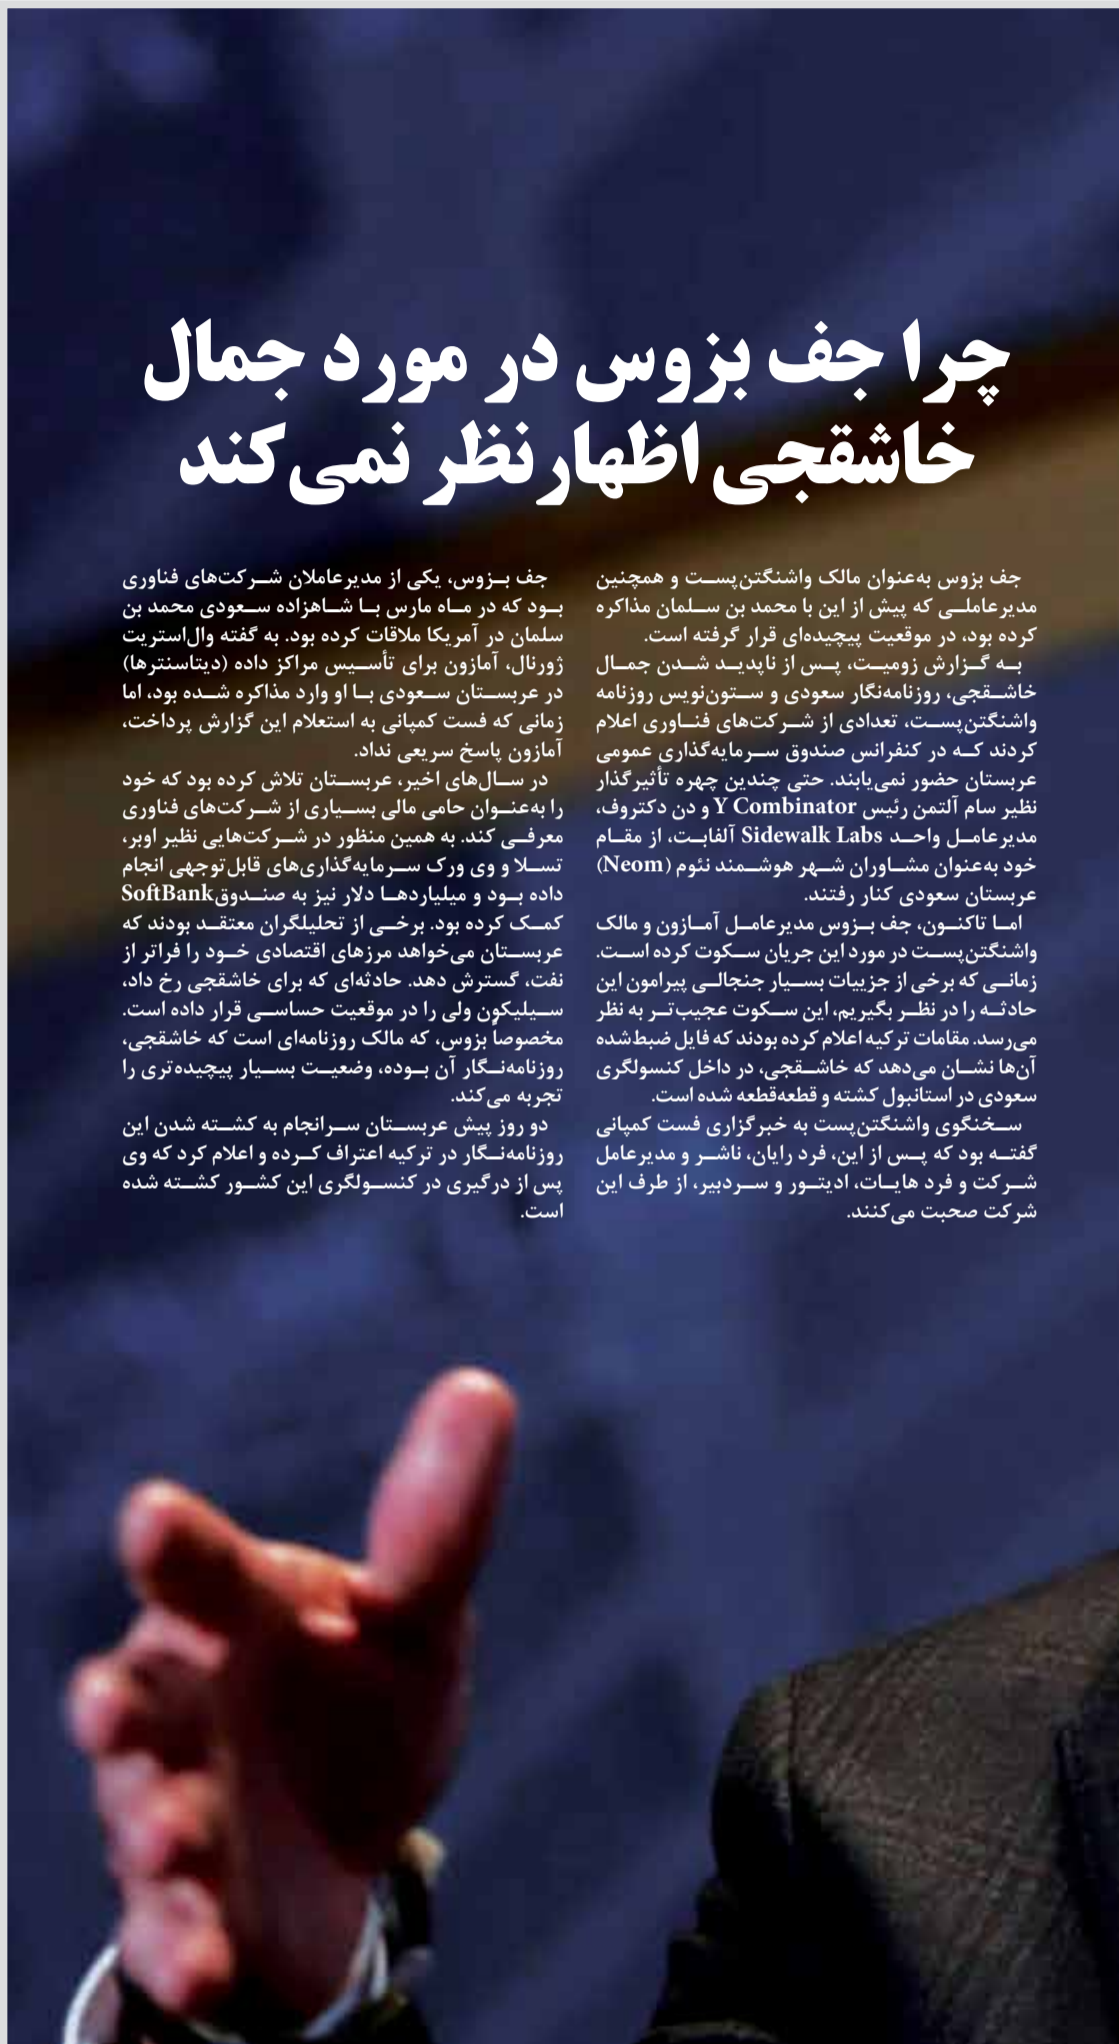 چرا جف بزوس در مورد جمال
خاشقجی اظهارنظر نمی‌کند
جف بزوس به‌عنوان مالک واشنگتن‌پست و همچنین
مدیرعاملی که پیش از این با محمد بن سلمان مذاکره
کرده بود، در موقعیت پیچیده‌ای قرار گرفته است.
به گزارش زومیت، پس از ناپدید شدن جمال
خاشقجی، روزنامه‌نگار سعودی و ستون‌نویس روزنامه
واشنگتن‌پست، تعدادی از شرکت‌های فناوری اعلام
کردند که در کنفرانس صندوق سرمایه‌گذاری عمومی
عربستان حضور نمی‌یابند. حتی چندین چهره تأثیرگذار
نظیر سام آلتمن رئیس Y Combinator و دن دکتروف،
مدیرعامل واحد Sidewalk Labs آلفابت، از مقام
خود به‌عنوان مشاوران شهر هوشمند نئوم (Neom)
عربستان سعودی کنار رفتند.
اما تاکنون، جف بزوس مدیرعامل آمازون و مالک
واشنگتن‌پست در مورد این جریان سکوت کرده است.
زمانی که برخی از جزییات بسیار جنجالی پیرامون این
حادثه را در نظر بگیریم، این سکوت عجیب‌تر به نظر
می‌رسد. مقامات ترکیه اعلام کرده بودند که فایل ضبط‌شده
آن‌ها نشان می‌دهد که خاشقجی، در داخل کنسولگری
سعودی در استانبول کشته و قطعه‌قطعه شده است.
سخنگوی واشنگتن‌پست به خبرگزاری فست کمپانی
گفته بود که پس از این، فرد رایان، ناشر و مدیرعامل
شرکت و فرد هایات، ادیتور و سردبیر، از طرف این
شرکت صحبت می‌کنند.
جف بزوس، یکی از مدیرعاملان شرکت‌های فناوری
بود که در ماه مارس با شاهزاده سعودی محمد بن
سلمان در آمریکا ملاقات کرده بود. به گفته وال‌استریت
ژورنال، آمازون برای تأسیس مراکز داده (دیتاسنترها)
در عربستان سعودی با او وارد مذاکره شده بود، اما
زمانی که فست کمپانی به استعلام این گزارش پرداخت،
آمازون پاسخ سریعی نداد.
در سال‌های اخیر، عربستان تلاش کرده بود که خود
را به‌عنوان حامی مالی بسیاری از شرکت‌های فناوری
معرفی کند. به همین منظور در شرکت‌هایی نظیر اوبر،
تسلا و وی ورک سرمایه‌گذاری‌های قابل‌توجهی انجام
داده بود و میلیاردها دلار نیز به صندوق SoftBank
کمک کرده بود. برخی از تحلیلگران معتقد بودند که
عربستان می‌خواهد مرزهای اقتصادی خود را فراتر از
نفت، گسترش دهد. حادثه‌ای که برای خاشقجی رخ داد،
سیلیکون ولی را در موقعیت حساسی قرار داده است.
مخصوصاً بزوس، که مالک روزنامه‌ای است که خاشقجی،
روزنامه‌نگار آن بوده، وضعیت بسیار پیچیده‌تری را
تجربه می‌کند.
دو روز پیش عربستان سرانجام به کشته شدن این
روزنامه‌نگار در ترکیه اعتراف کرده و اعلام کرد که وی
پس از درگیری در کنسولگری این کشور کشته شده
است.